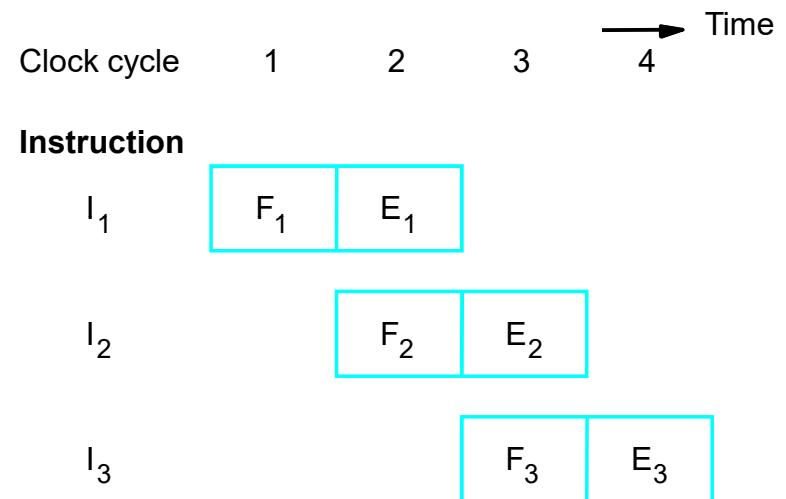 Time
Clock cycle 1 2 3 4
Instruction
I1 F1 E1
I2 F2 E2
I3 F3 E3